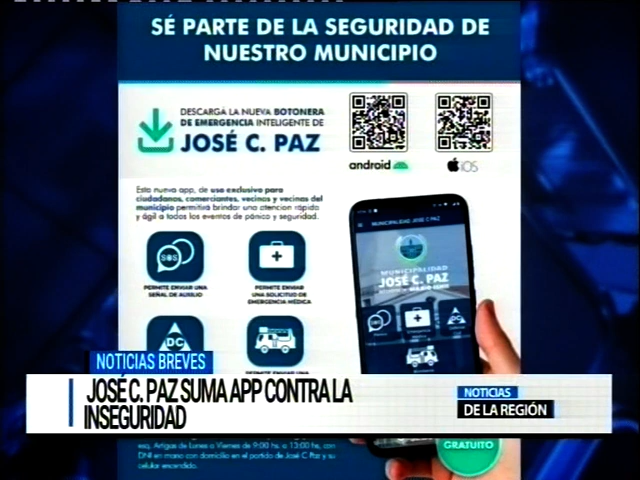 SÉ PARTE DE LA SEGURIDAD DE
NUESTRO MUNICIPIO
DESCARGÁ LA NUEVA BOTONERA
DE EMERGENCIA INTELIGENTE DE
JOSÉ C. PAZ
android
iOS
Esta nueva app, de uso exclusivo para
ciudadanos, comerciantes, vecinos y vecinas del
municipio permitirá brindar una atención rápida
y ágil a todos los eventos de pánico y seguridad.
MUNICIPALIDAD JOSÉ C PAZ
MUNICIPALIDAD
JOSÉ C. PAZ
SOS
PERMITE ENVIAR UNA
SEÑAL DE AUXILIO
PERMITE ENVIAR
UNA SOLICITUD DE
EMERGENCIA MÉDICA
DC
PERMITE ENVIAR UNA
NOTICIAS BREVES
JOSÉ C. PAZ SUMA APP CONTRA LA
INSEGURIDAD
NOTICIAS
DE LA REGIÓN
GRATUITO
esq. Artigas de Lunes a Viernes de 9:00 hs. a 13:00 hs, con
DNI en mano con domicilio en el partido de José C Paz y su
celular encendido.